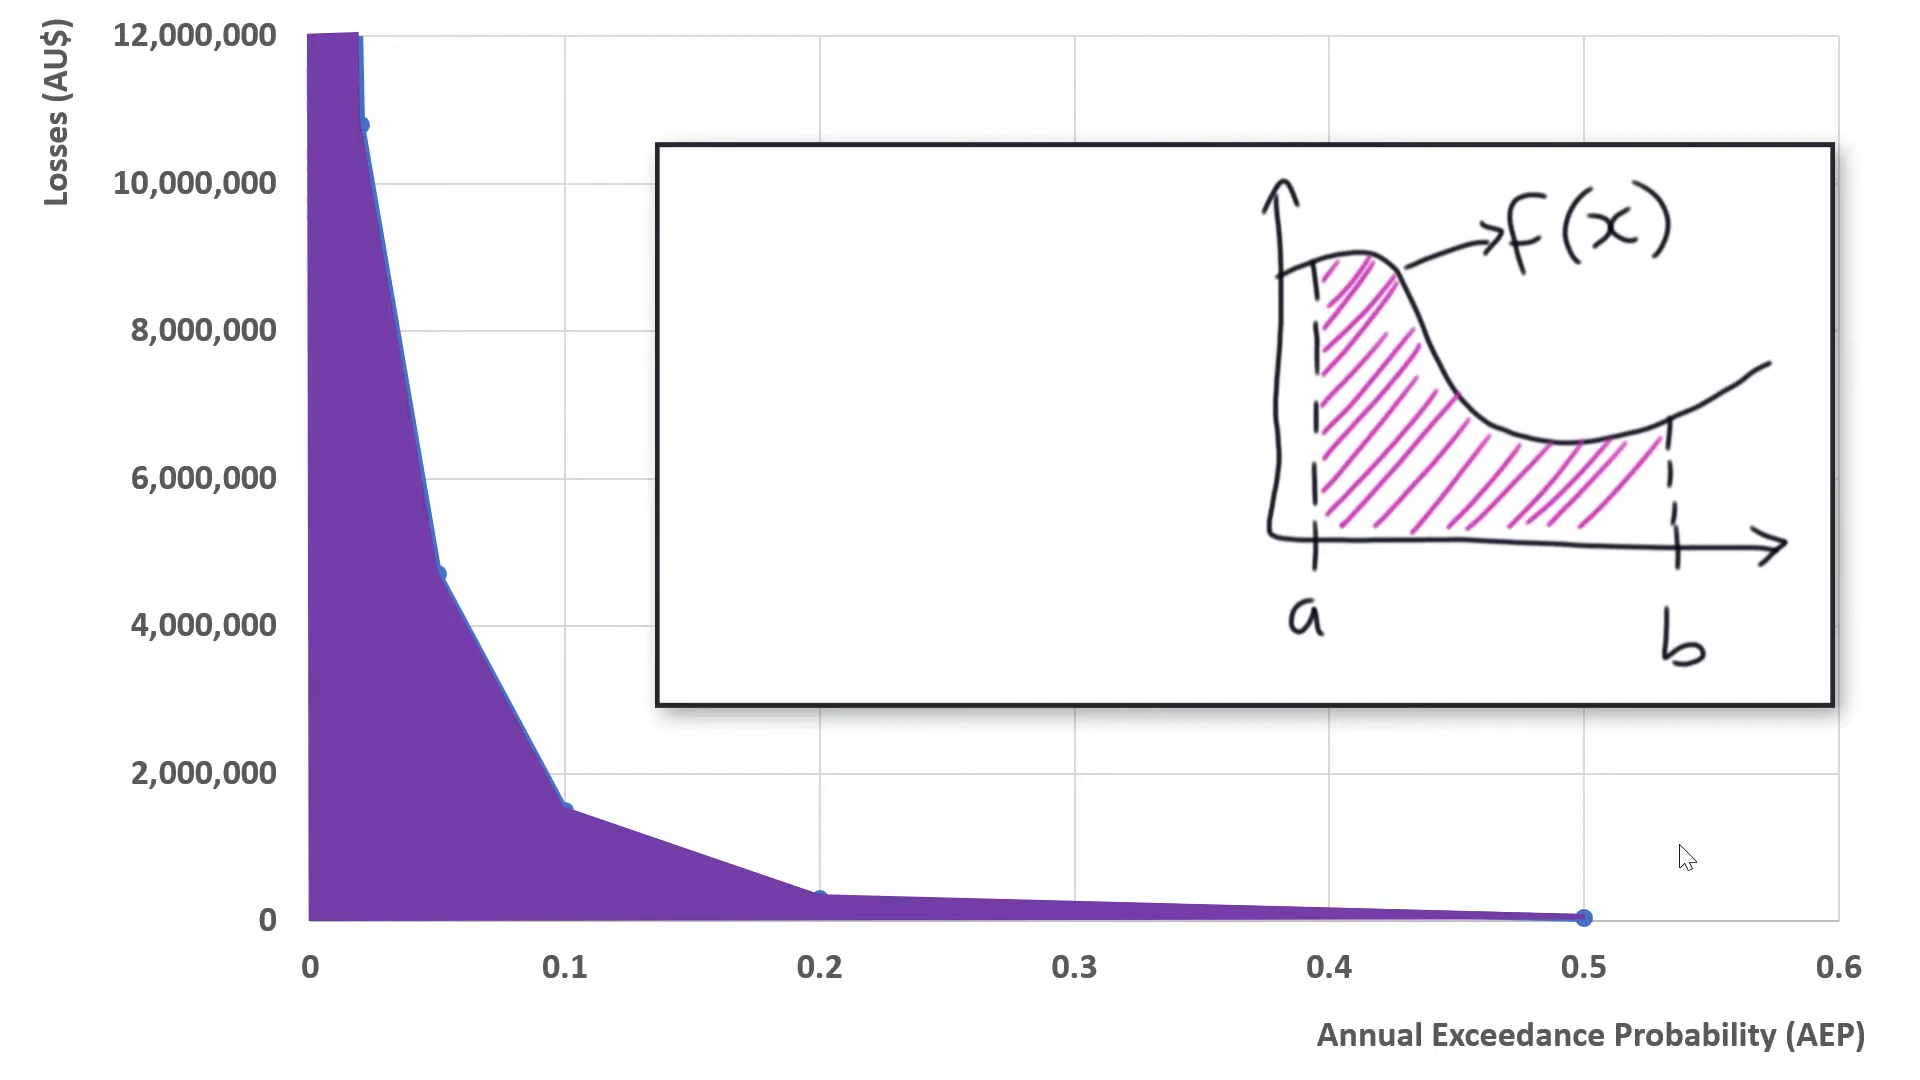 Losses (AU$)
12,000,000
10,000,000
8,000,000
6,000,000
4,000,000
2,000,000
0
f(x)
a
b
0 0.1 0.2 0.3 0.4 0.5 0.6
Annual Exceedance Probability (AEP)